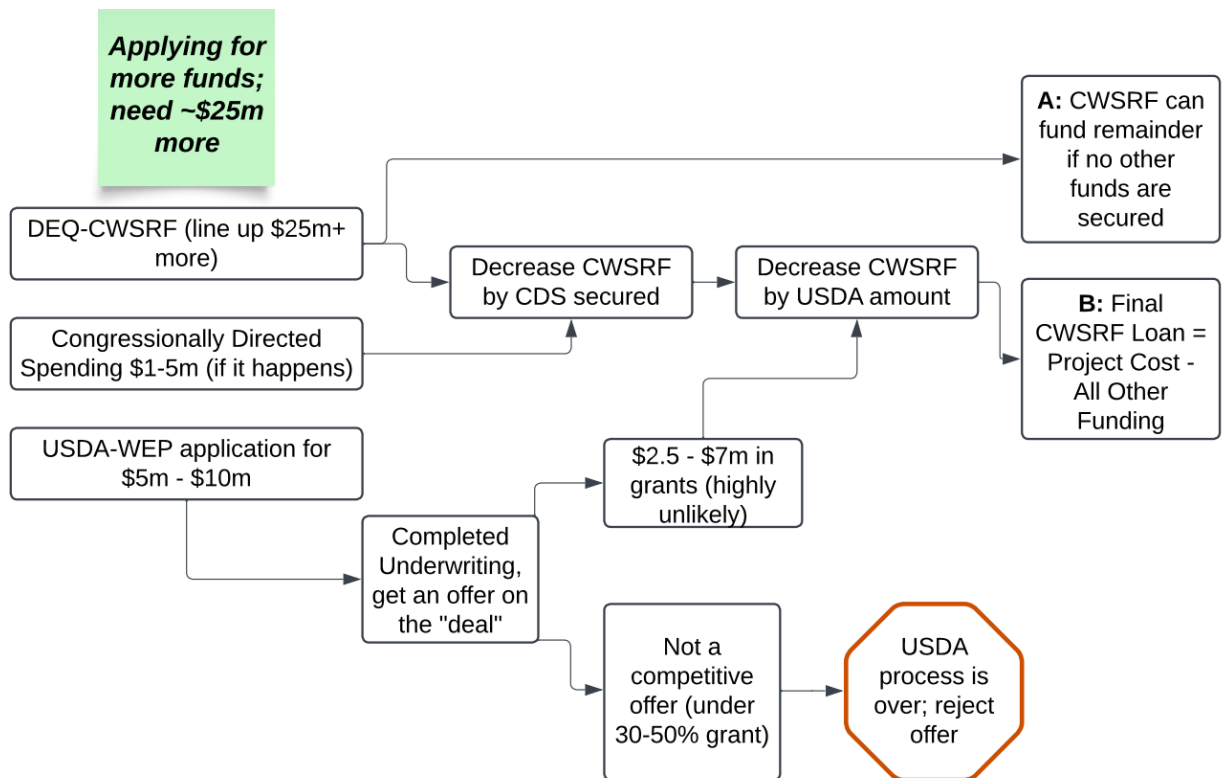 Applying for
more funds;
need ~$25m
more
DEQ-CWSRF (line up $25m+
more)
Congressionally Directed
Spending $1-5m (if it happens)
USDA-WEP application for
$5m - $10m
Decrease CWSRF
by CDS secured
Decrease CWSRF
by USDA amount
A: CWSRF can
fund remainder
if no other
funds are
secured
B: Final
CWSRF Loan =
Project Cost -
All Other
Funding
$2.5 - $7m in
grants (highly
unlikely)
Completed
Underwriting,
get an offer on
the "deal"
Not a
competitive
offer (under
30-50% grant)
USDA
process is
over; reject
offer